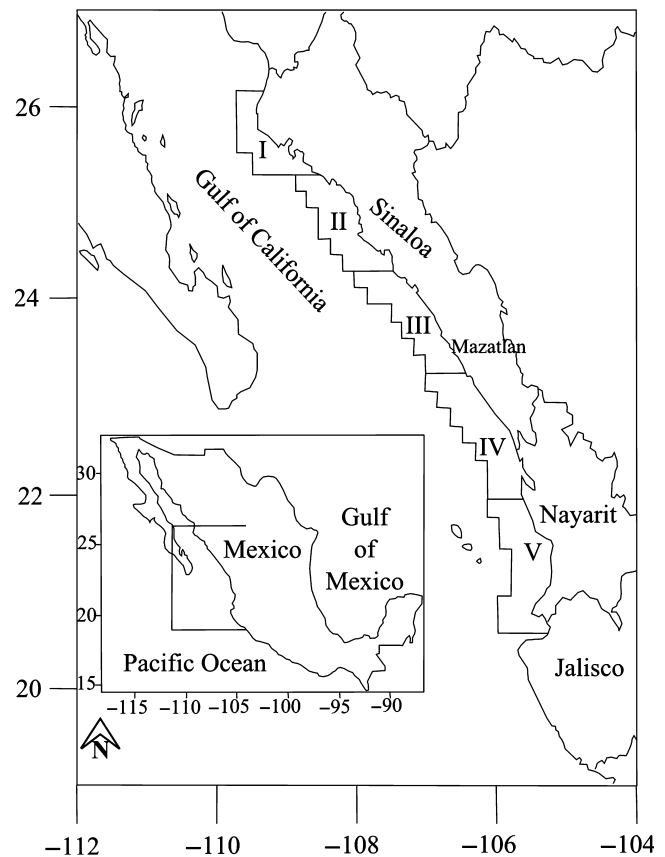 26
I
Gulf of California
II
Sinaloa
24
III
Mazatlan
IV
30
22
Nayarit
Gulf
of
Mexico
Mexico
25
V
20
Jalisco
Pacific Ocean
15
20
−115 −110 −105 −100 −95 −90
N
−112 −110 −108 −106 −104